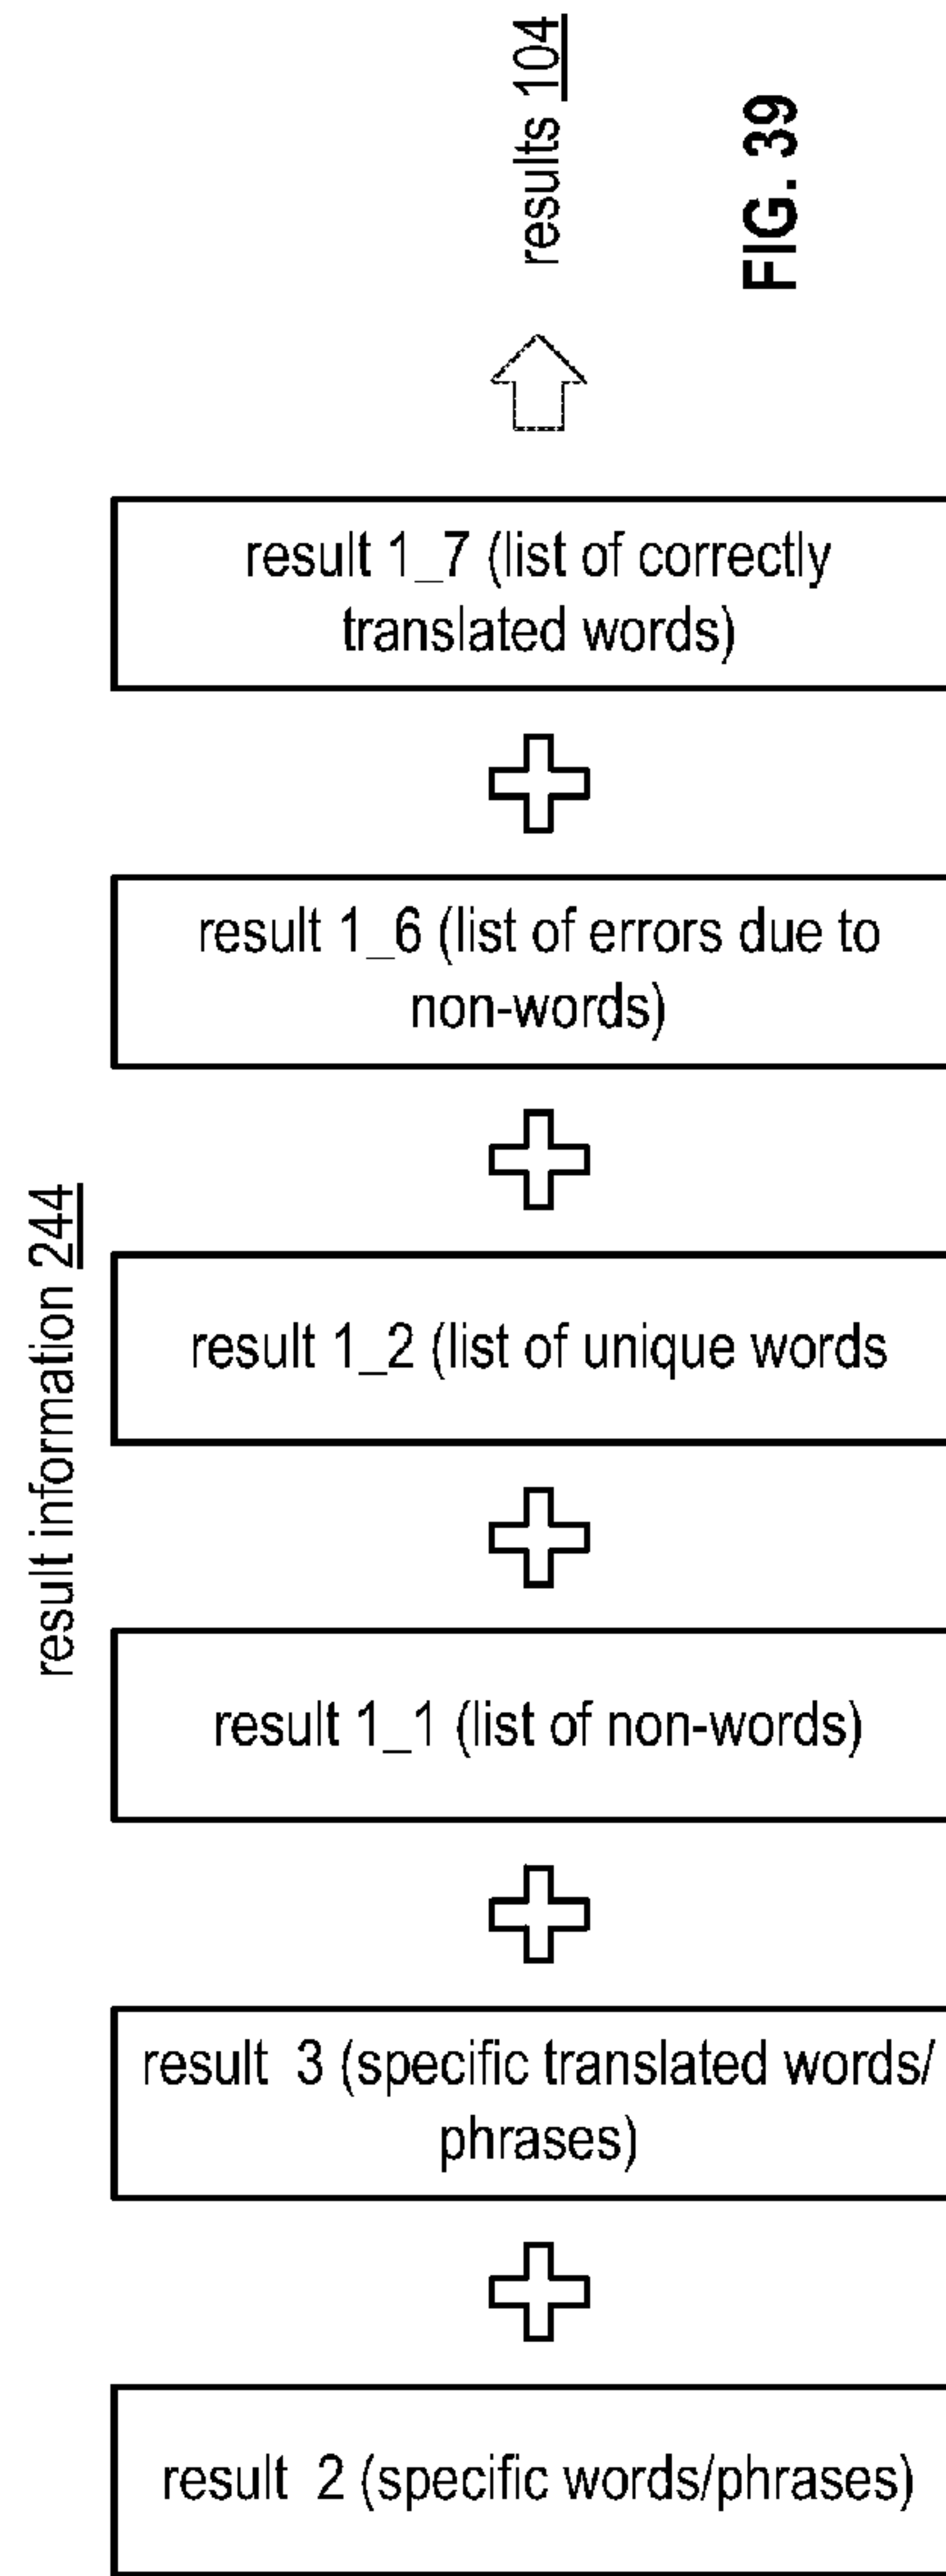 result information 244
result 1_7 (list of correctly
translated words)
result 1_6 (list of errors due to
non-words)
result 1_2 (list of unique words
result 1_1 (list of non-words)
result 3 (specific translated words/
phrases)
result 2 (specific words/phrases)
results 104
FIG. 39